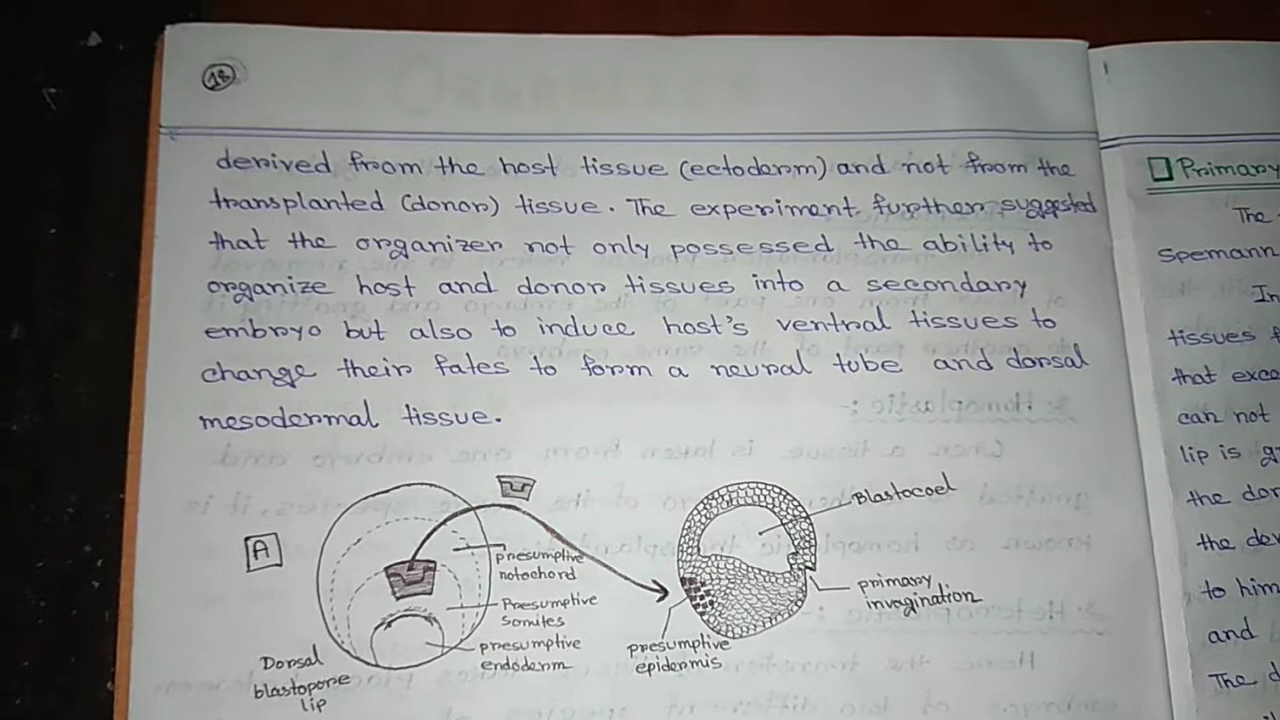 18
derived from the host tissue (ectoderm) and not from the
transplanted (donor) tissue. The experiment further suggested
that the organizer not only possessed the ability to
organize host and donor tissues into a secondary
embryo but also to induce host's ventral tissues to
change their fates to form a neural tube and dorsal
mesodermal tissue.
A
presumptive
notochord
Presumptive
somites
presumptive
endoderm
Dorsal
blastopore
lip
Blastocoel
primary
invagination
presumptive
epidermis
Primary
The
Spemann
In
tissues
that exce
can not
lip is g
the dor
the dev
to him
and
The d